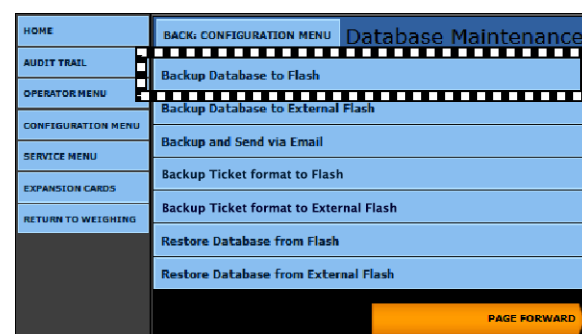 HOME
AUDIT TRAIL
OPERATOR MENU
CONFIGURATION MENU
SERVICE MENU
EXPANSION CARDS
RETURN TO WEIGHING
BACK: CONFIGURATION MENU
Database Maintenance
Backup Database to Flash
Backup Database to External Flash
Backup and Send via Email
Backup Ticket format to Flash
Backup Ticket format to External Flash
Restore Database from Flash
Restore Database from External Flash
PAGE FORWARD